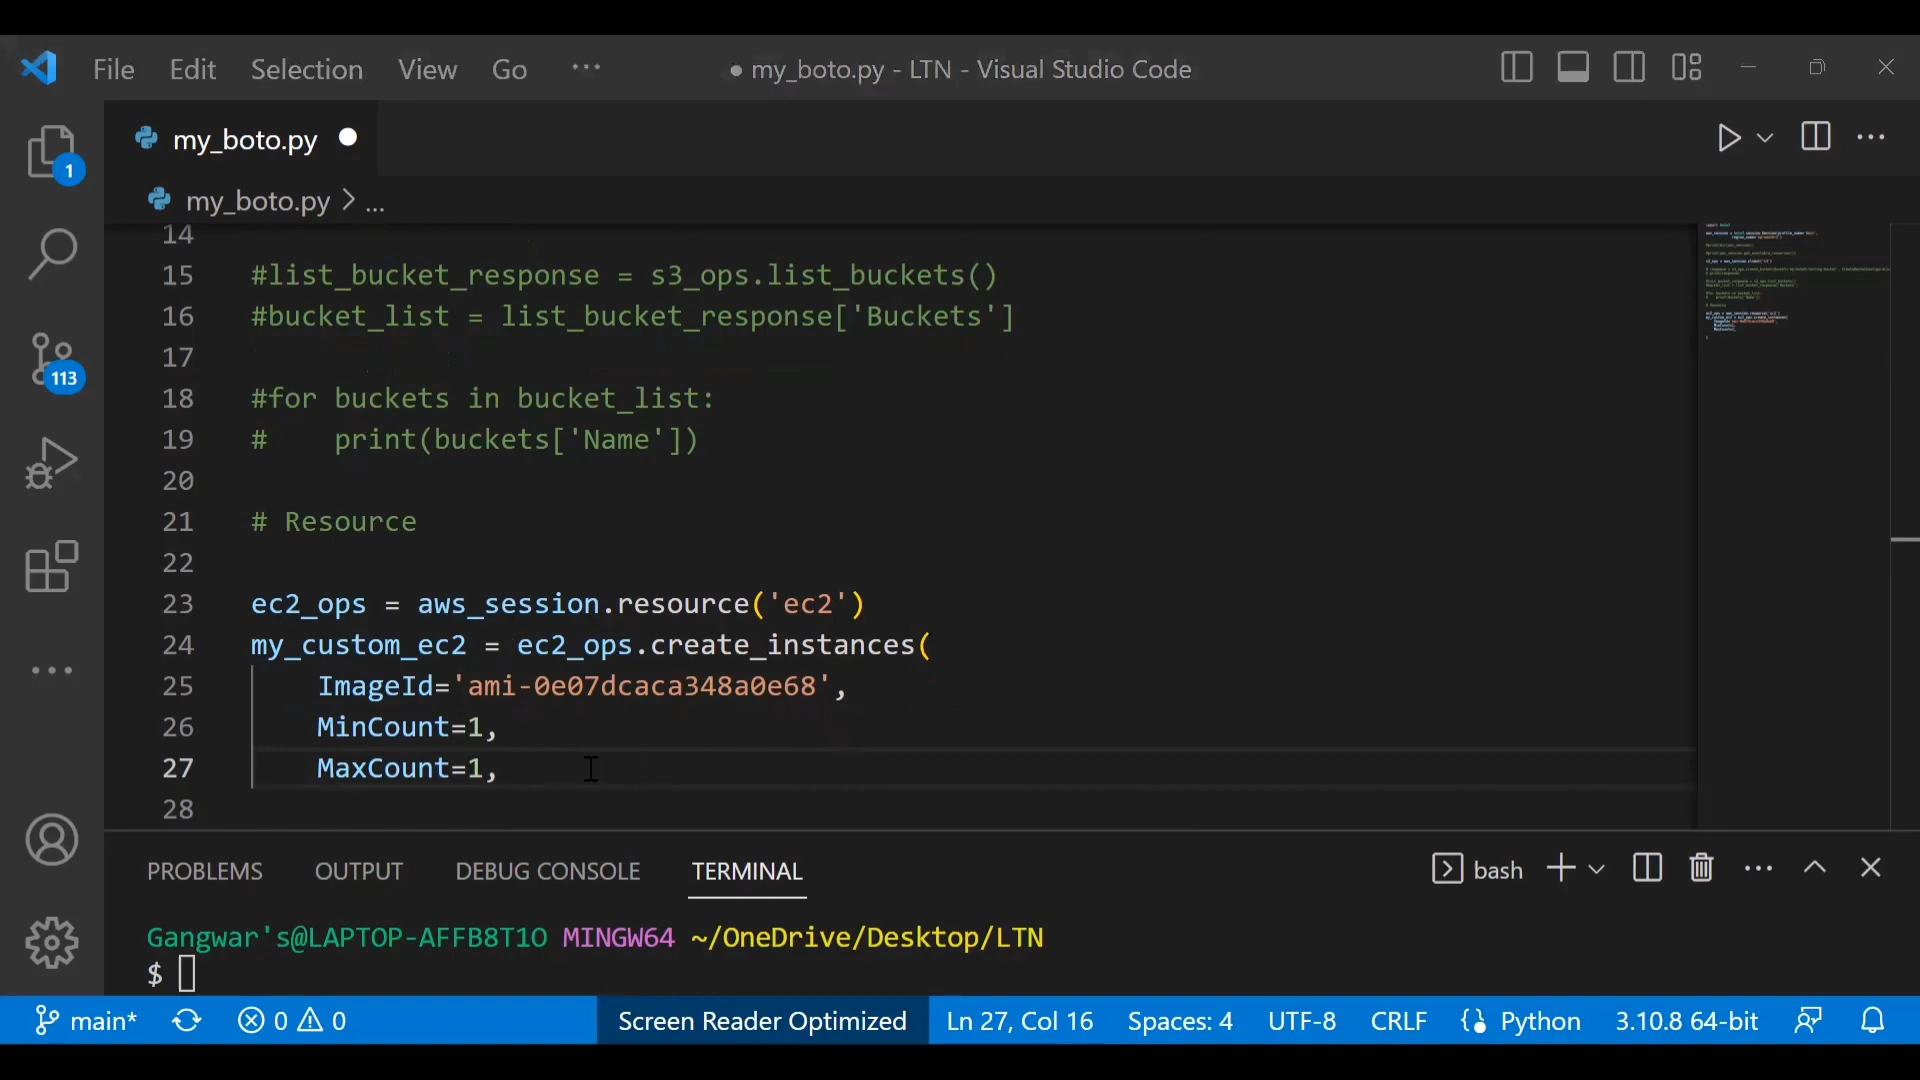 File Edit Selection View Go ··· ● my_boto.py - LTN - Visual Studio Code
my_boto.py ●
my_boto.py > ...
1
113
14
15 #list_bucket_response = s3_ops.list_buckets()
16 #bucket_list = list_bucket_response['Buckets']
17
18 #for buckets in bucket_list:
19 #    print(buckets['Name'])
20
21 # Resource
22
23 ec2_ops = aws_session.resource('ec2')
24 my_custom_ec2 = ec2_ops.create_instances(
25     ImageId='ami-0e07dcaca348a0e68',
26     MinCount=1,
27     MaxCount=1,
28
PROBLEMS OUTPUT DEBUG CONSOLE TERMINAL bash
Gangwar's@LAPTOP-AFFB8T1O MINGW64 ~/OneDrive/Desktop/LTN
$
main* 0 0 Screen Reader Optimized Ln 27, Col 16 Spaces: 4 UTF-8 CRLF Python 3.10.8 64-bit